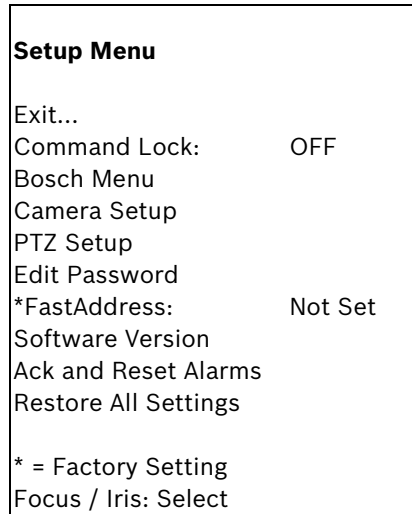 Setup Menu
Exit...
Command Lock: OFF
Bosch Menu
Camera Setup
PTZ Setup
Edit Password
*FastAddress: Not Set
Software Version
Ack and Reset Alarms
Restore All Settings
* = Factory Setting
Focus / Iris: Select